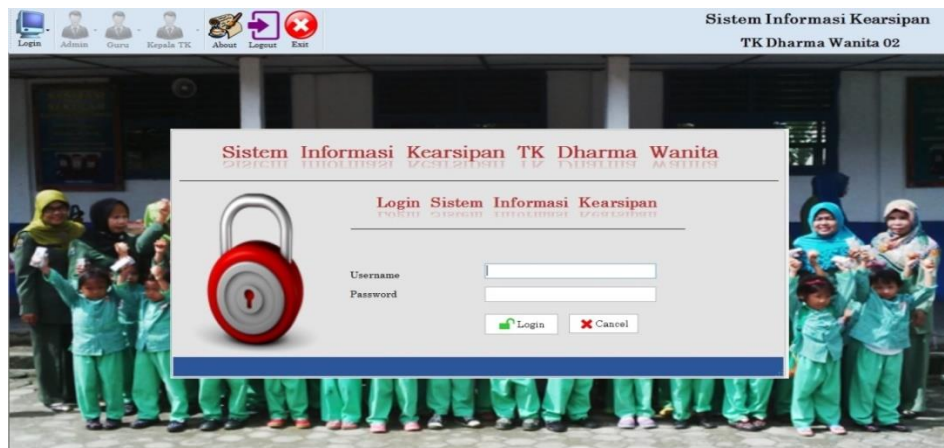 Login
Admin
Guru
Kepala TK
About
Logout
Exit
Sistem Informasi Kearsipan
TK Dharma Wanita 02
Sistem Informasi Kearsipan TK Dharma Wanita
Login Sistem Informasi Kearsipan
Username
Password
Login
Cancel